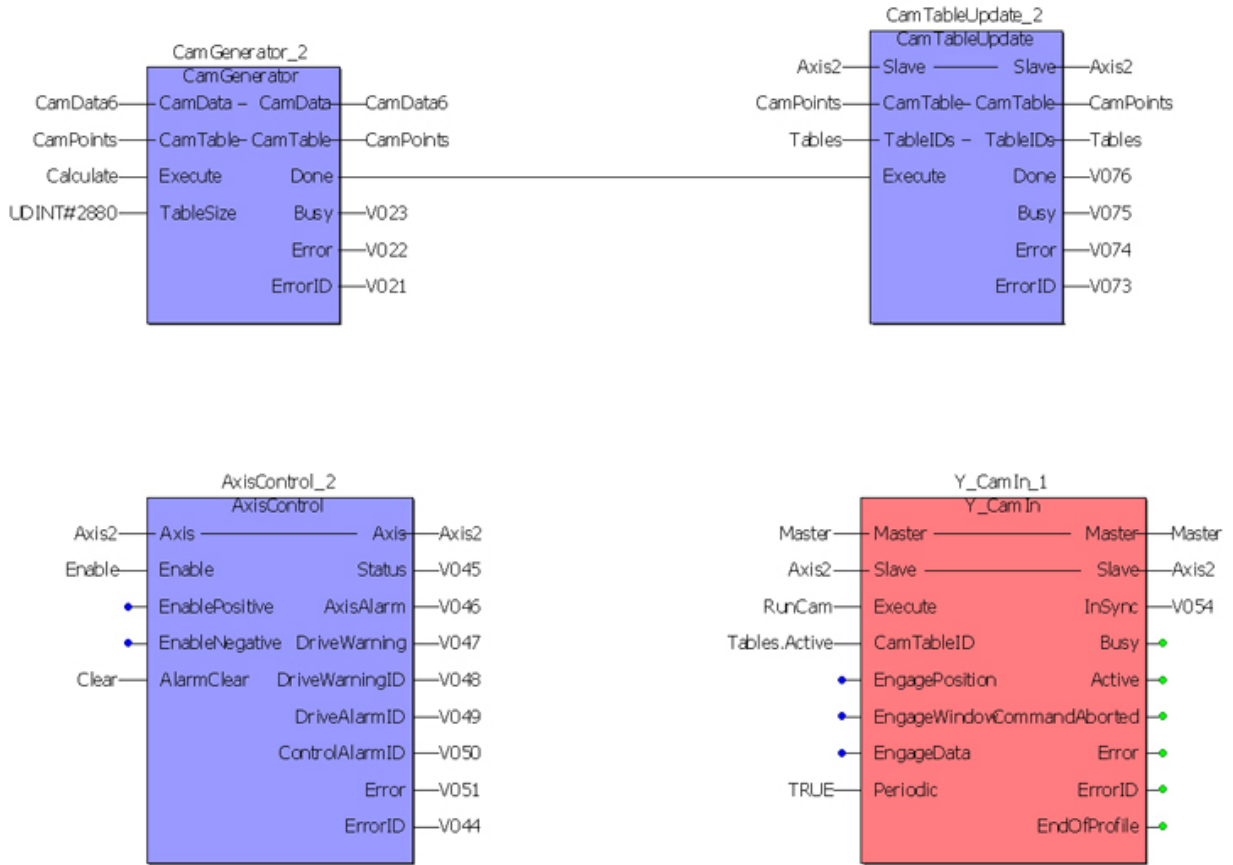 CamGenerator_2
CamGenerator
CamData6 CamData CamData CamData6
CamPoints CamTable CamTable CamPoints
Calculate Execute Done
UDINT#2880 TableSize Busy V023
Error V022
ErrorID V021
CamTableUpdate_2
CamTableUpdate
Axis2 Slave Slave Axis2
CamPoints CamTable CamTable CamPoints
Tables TableIDs TableIDs Tables
Execute Done V076
Busy V075
Error V074
ErrorID V073
AxisControl_2
AxisControl
Axis2 Axis Axis Axis2
Enable Enable Status V045
EnablePositive AxisAlarm V046
EnableNegative DriveWarning V047
Clear AlarmClear DriveWarningID V048
DriveAlarmID V049
ControlAlarmID V050
Error V051
ErrorID V044
Y_CamIn_1
Y_CamIn
Master Master Master Master
Axis2 Slave Slave Axis2
RunCam Execute InSync V054
Tables.Active CamTableID Busy
EngagePosition Active
EngageWindow CommandAborted
EngageData Error
TRUE Periodic ErrorID
EndOfProfile